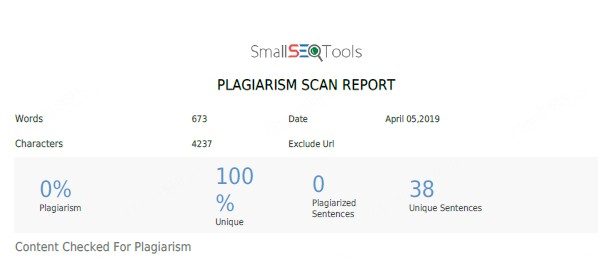 SmallSEOTools
PLAGIARISM SCAN REPORT
Words 673 Date April 05,2019
Characters 4237 Exclude Url
0% 100 % 0 38
Plagiarism Unique Plagiarized Sentences Unique Sentences
Content Checked For Plagiarism